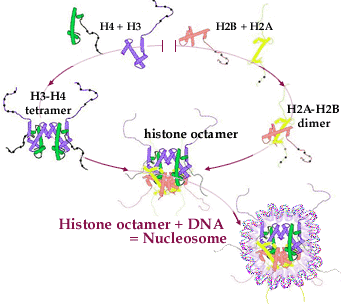 H4 + H3
H2B + H2A
H3-H4
tetramer
H2A-H2B
dimer
histone octamer
Histone octamer + DNA
= Nucleosome